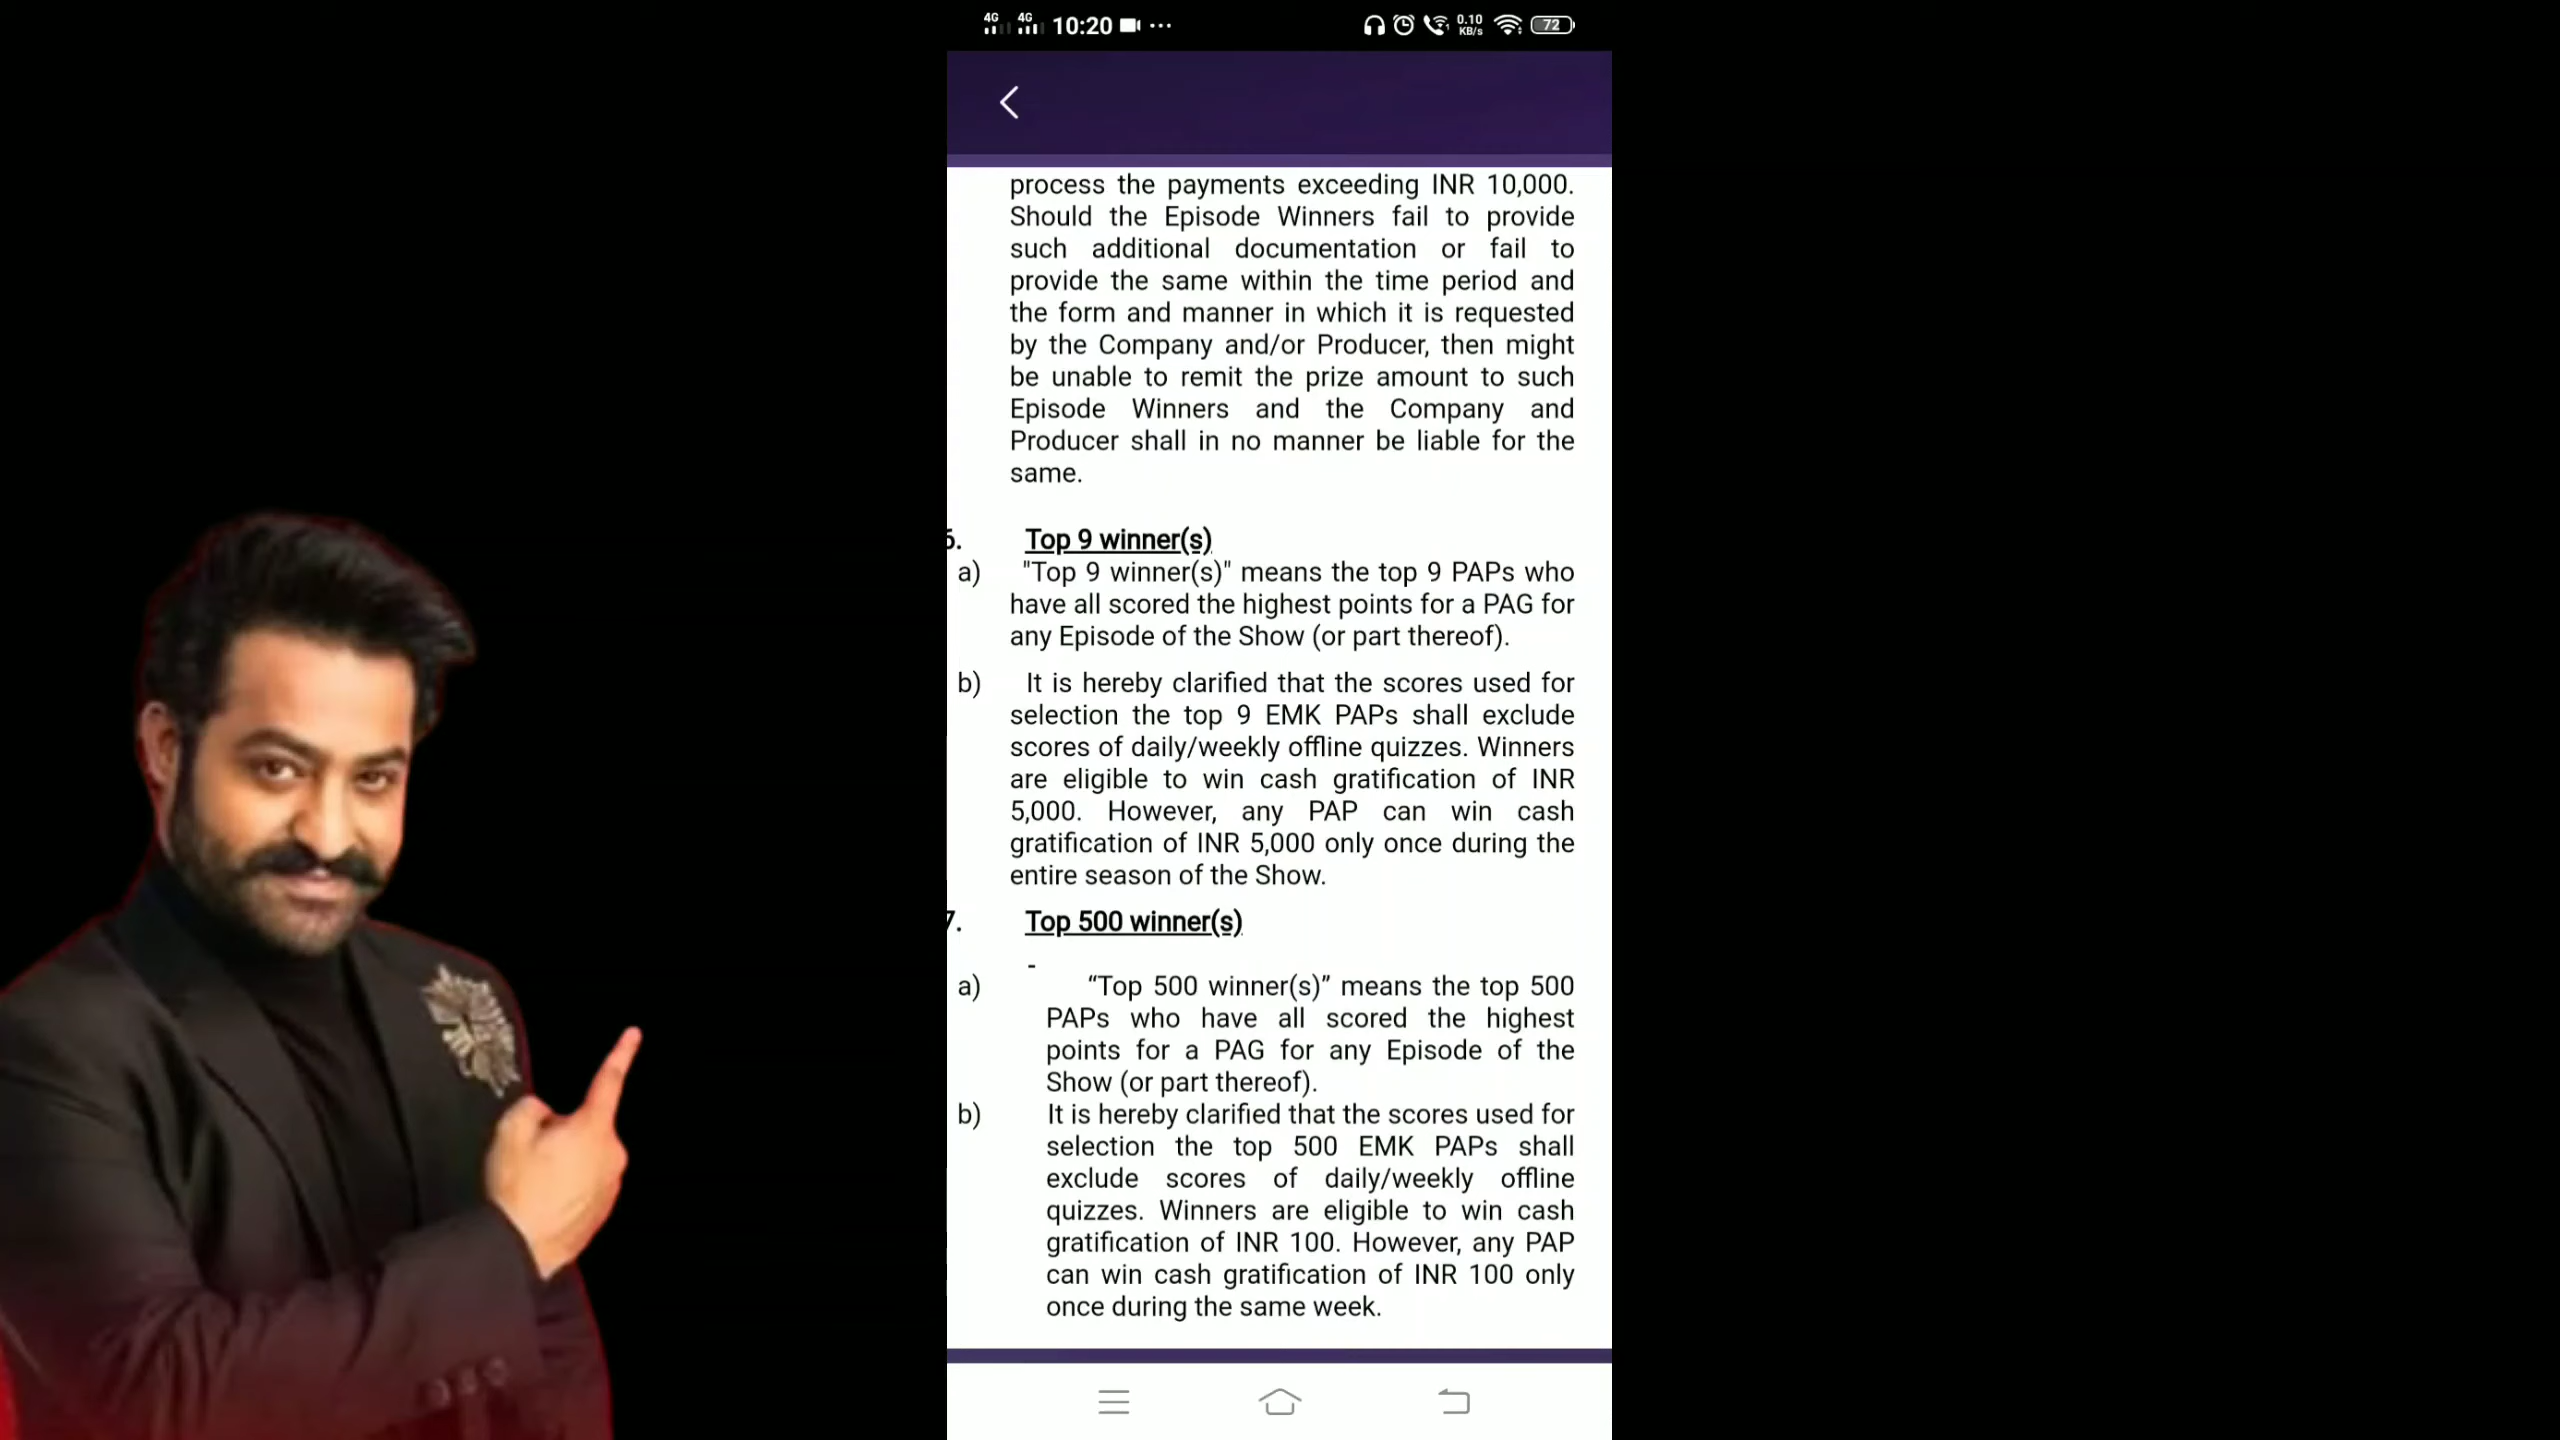 4G 4G 10:20 ... 0.10 KB/s 72
process the payments exceeding INR 10,000.
Should the Episode Winners fail to provide
such additional documentation or fail to
provide the same within the time period and
the form and manner in which it is requested
by the Company and/or Producer, then might
be unable to remit the prize amount to such
Episode Winners and the Company and
Producer shall in no manner be liable for the
same.
6. Top 9 winner(s)
a) "Top 9 winner(s)" means the top 9 PAPs who
have all scored the highest points for a PAG for
any Episode of the Show (or part thereof).
b) It is hereby clarified that the scores used for
selection the top 9 EMK PAPs shall exclude
scores of daily/weekly offline quizzes. Winners
are eligible to win cash gratification of INR
5,000. However, any PAP can win cash
gratification of INR 5,000 only once during the
entire season of the Show.
7. Top 500 winner(s)
-
a) “Top 500 winner(s)” means the top 500
PAPs who have all scored the highest
points for a PAG for any Episode of the
Show (or part thereof).
b) It is hereby clarified that the scores used for
selection the top 500 EMK PAPs shall
exclude scores of daily/weekly offline
quizzes. Winners are eligible to win cash
gratification of INR 100. However, any PAP
can win cash gratification of INR 100 only
once during the same week.